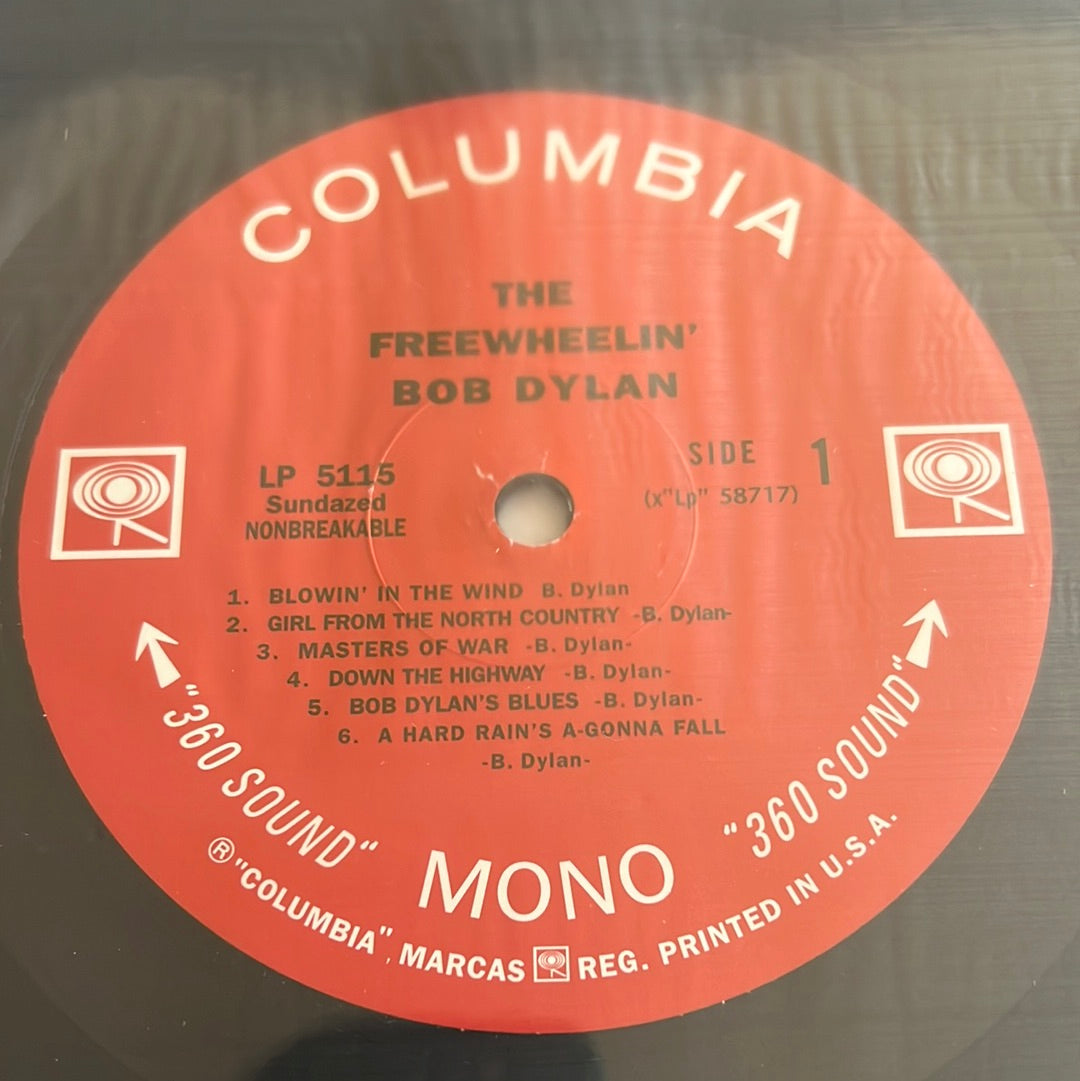 COLUMBIA
THE
FREEWHEELIN'
BOB DYLAN
LP 5115
Sundazed
NONBREAKABLE
SIDE 1
(x"Lp" 58717)
1. BLOWIN' IN THE WIND B. Dylan
2. GIRL FROM THE NORTH COUNTRY -B. Dylan-
3. MASTERS OF WAR -B. Dylan-
4. DOWN THE HIGHWAY -B. Dylan-
5. BOB DYLAN'S BLUES -B. Dylan-
6. A HARD RAIN'S A-GONNA FALL
-B. Dylan-
"360 SOUND"
MONO
"360 SOUND"
®"COLUMBIA", MARCAS REG. PRINTED IN U.S.A.